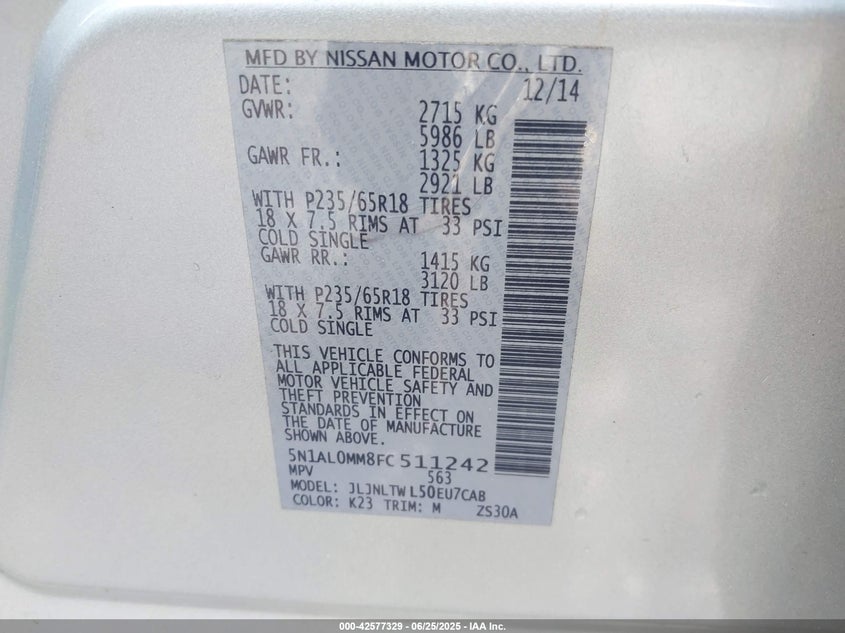 MFD BY NISSAN MOTOR CO., LTD.
DATE: 12/14
GVWR: 2715 KG
5986 LB
GAWR FR.: 1325 KG
2921 LB
WITH P235/65R18 TIRES
18 X 7.5 RIMS AT 33 PSI
COLD SINGLE
GAWR RR.: 1415 KG
3120 LB
WITH P235/65R18 TIRES
18 X 7.5 RIMS AT 33 PSI
COLD SINGLE
THIS VEHICLE CONFORMS TO
ALL APPLICABLE FEDERAL
MOTOR VEHICLE SAFETY AND
THEFT PREVENTION
STANDARDS IN EFFECT ON
THE DATE OF MANUFACTURE
SHOWN ABOVE.
5N1AL0MM8FC511242
MPV 563
MODEL: JLJNLTWL50EU7CAB
COLOR: K23 TRIM: M ZS30A
000-42577329 - 06/25/2025 - IAA Inc.